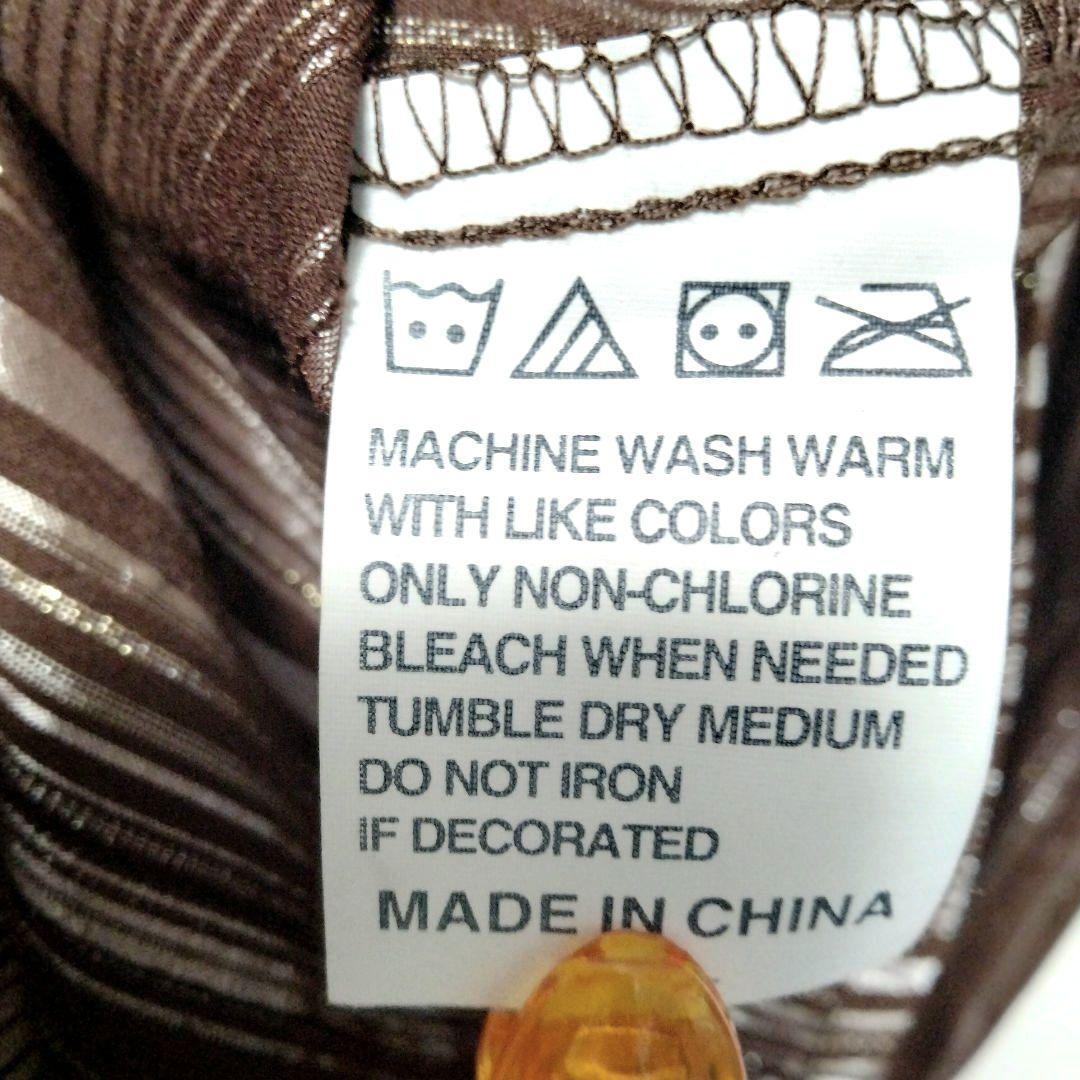 MACHINE WASH WARM
WITH LIKE COLORS
ONLY NON-CHLORINE
BLEACH WHEN NEEDED
TUMBLE DRY MEDIUM
DO NOT IRON
IF DECORATED
MADE IN CHINA